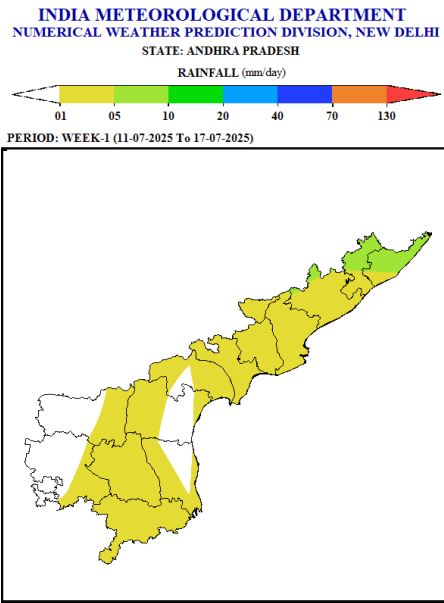 INDIA METEOROLOGICAL DEPARTMENT
NUMERICAL WEATHER PREDICTION DIVISION, NEW DELHI
STATE: ANDHRA PRADESH
RAINFALL (mm/day)
01 05 10 20 40 70 130
PERIOD: WEEK-1 (11-07-2025 To 17-07-2025)